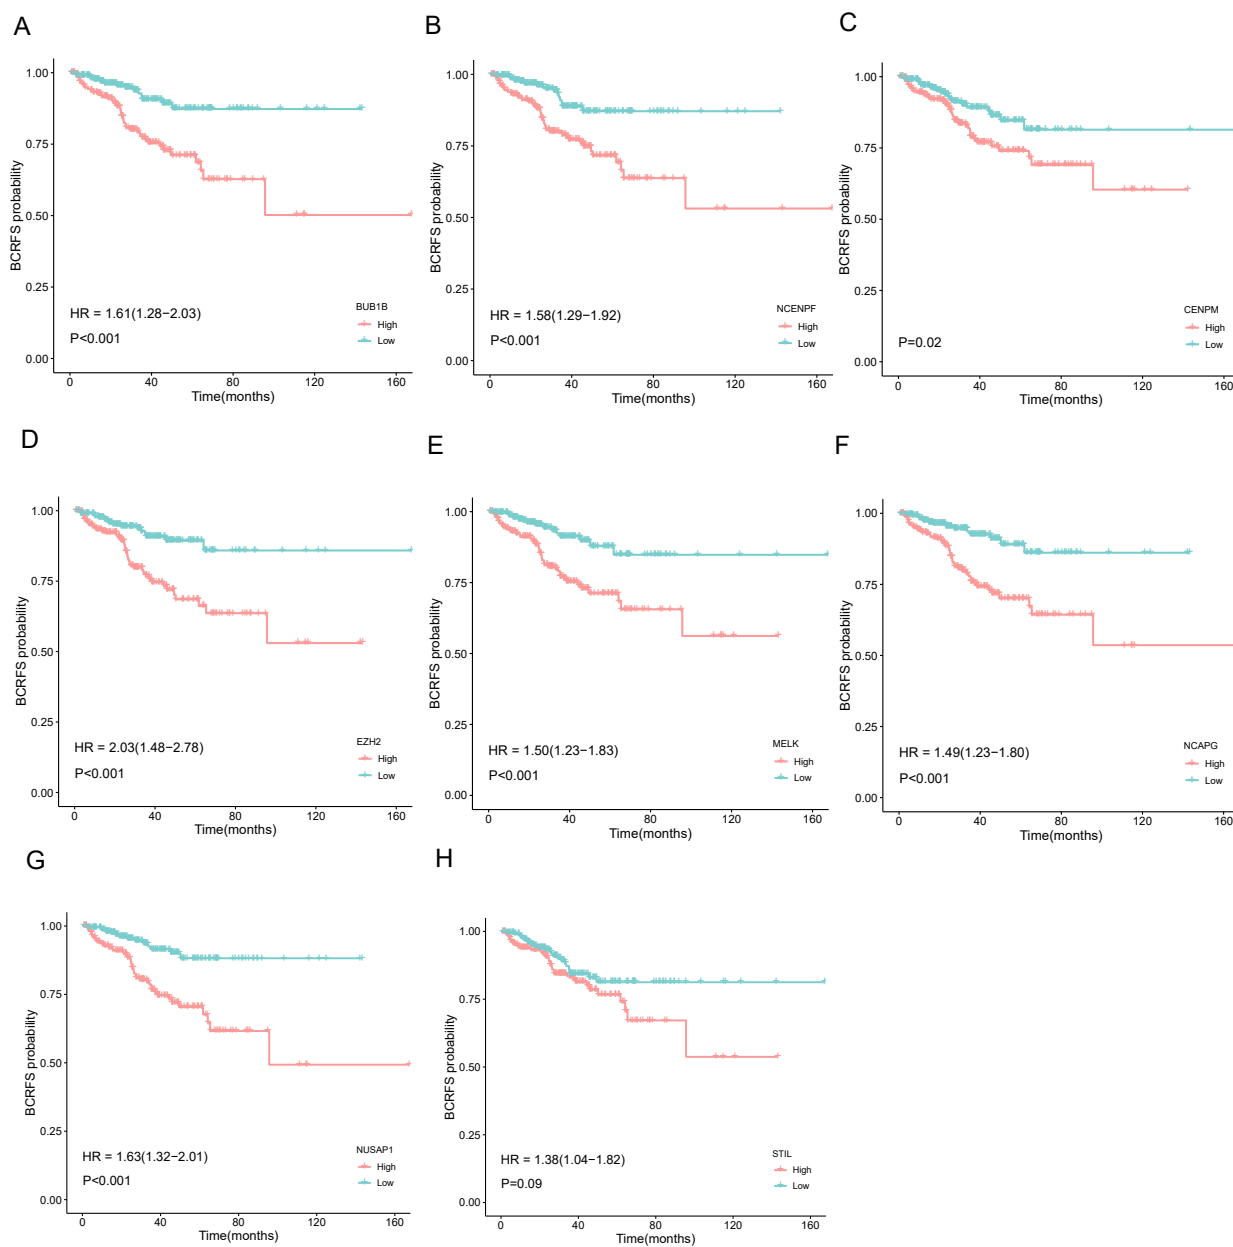 A
BCRFS probability
1.00
0.75
0.50
0.25
0.00
HR = 1.61(1.28−2.03)
P<0.001
BUB1B
High
Low
0 40 80 120 160
Time(months)
B
BCRFS probability
1.00
0.75
0.50
0.25
0.00
HR = 1.58(1.29−1.92)
P<0.001
NCENPF
High
Low
0 40 80 120 160
Time(months)
C
BCRFS probability
1.00
0.75
0.50
0.25
0.00
P=0.02
CENPM
High
Low
0 40 80 120 160
Time(months)
D
BCRFS probability
1.00
0.75
0.50
0.25
0.00
HR = 2.03(1.48−2.78)
P<0.001
EZH2
High
Low
0 40 80 120 160
Time(months)
E
BCRFS probability
1.00
0.75
0.50
0.25
0.00
HR = 1.50(1.23−1.83)
P<0.001
MELK
High
Low
0 40 80 120 160
Time(months)
F
BCRFS probability
1.00
0.75
0.50
0.25
0.00
HR = 1.49(1.23−1.80)
P<0.001
NCAPG
High
Low
0 40 80 120 160
Time(months)
G
BCRFS probability
1.00
0.75
0.50
0.25
0.00
HR = 1.63(1.32−2.01)
P<0.001
NUSAP1
High
Low
0 40 80 120 160
Time(months)
H
BCRFS probability
1.00
0.75
0.50
0.25
0.00
HR = 1.38(1.04−1.82)
P=0.09
STIL
High
Low
0 40 80 120 160
Time(months)